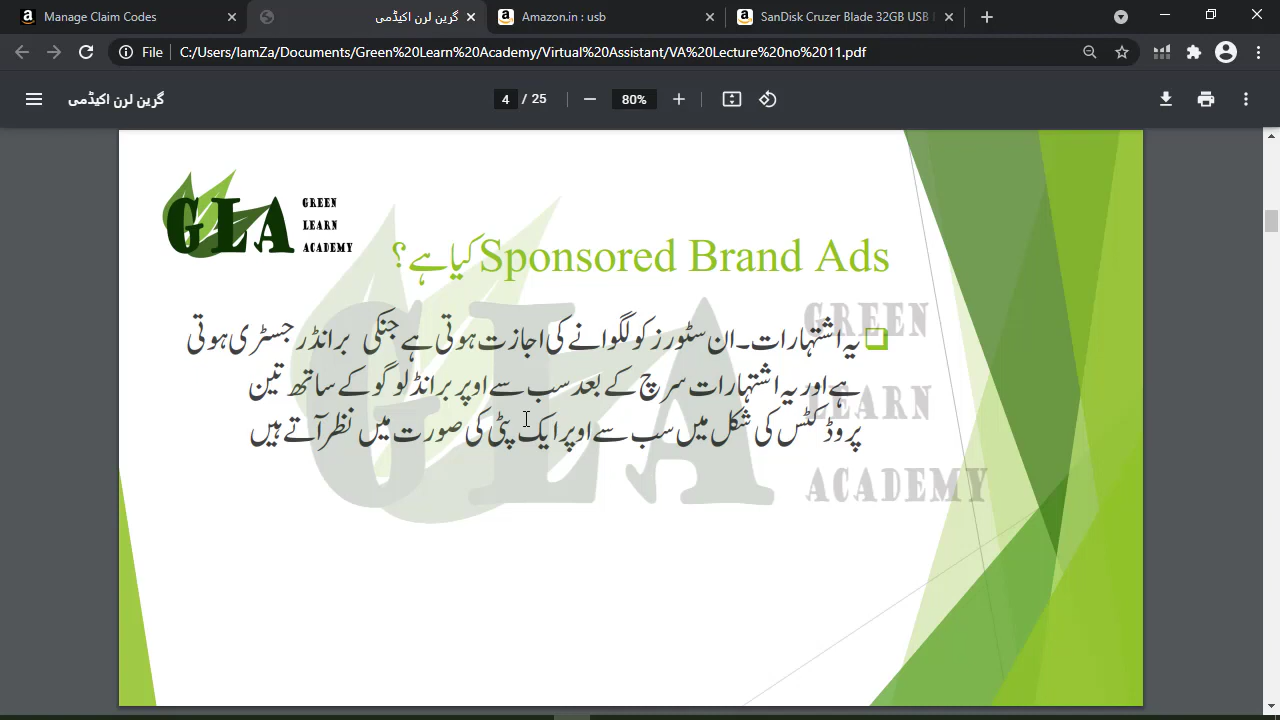 Manage Claim Codes
گرین لرن اکیڈمی
Amazon.in : usb
SanDisk Cruzer Blade 32GB USB
File C:/Users/IamZa/Documents/Green%20Learn%20Academy/Virtual%20Assistant/VA%20Lecture%20no%2011.pdf
گرین لرن اکیڈمی
4 / 25
80%
GLA
GREEN
LEARN
ACADEMY
Sponsored Brand Ads کیا ہے؟
یہ اشتہارات۔ ان سٹورز کو لگوانے کی اجازت ہوتی ہے جنکی برانڈ رجسٹری ہوتی
ہے اور یہ اشتہارات سرچ کے بعد سب سے اوپر برانڈ لوگو کے ساتھ تین
پروڈکٹس کی شکل میں سب سے اوپر ایک پٹی کی صورت میں نظر آتے ہیں
GLA
GREEN
LEARN
ACADEMY